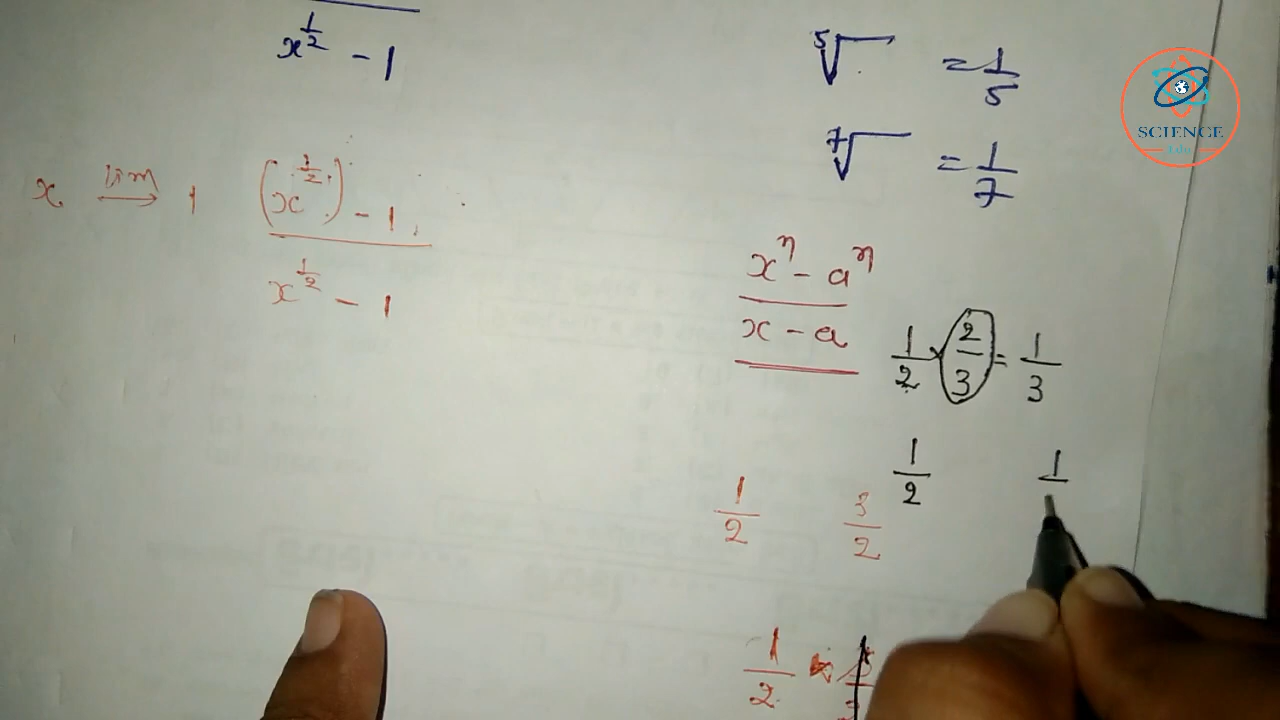 x^1/2 - 1
5√ = 1/5
7√ = 1/7
SCIENCE
Edu
x lim → 1 (x^
- 1
x^1/2 - 1
x^n - a^n
x - a
1/2 × 2/3 = 1/3
1/2 1
1/2 3/2
1/2